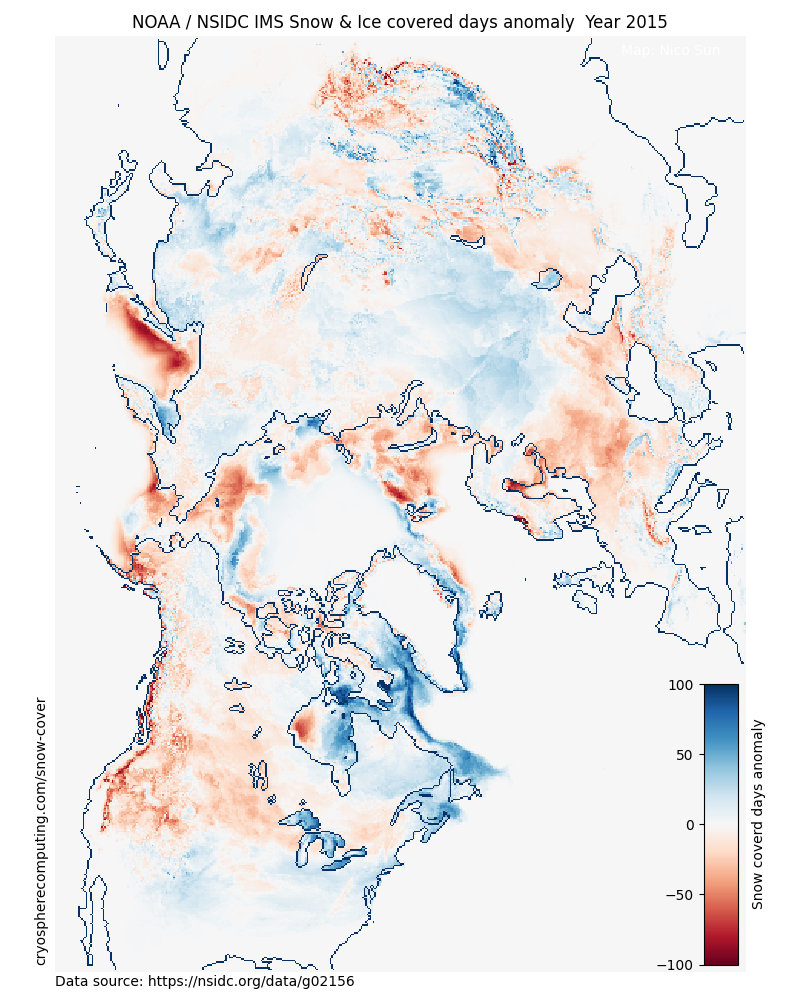 NOAA / NSIDC IMS Snow & Ice covered days anomaly  Year 2015
Map: Nico Sun
cryospherecomputing.com/snow-cover
100
50
0
−50
−100
Snow coverd days anomaly
Data source: https://nsidc.org/data/g02156